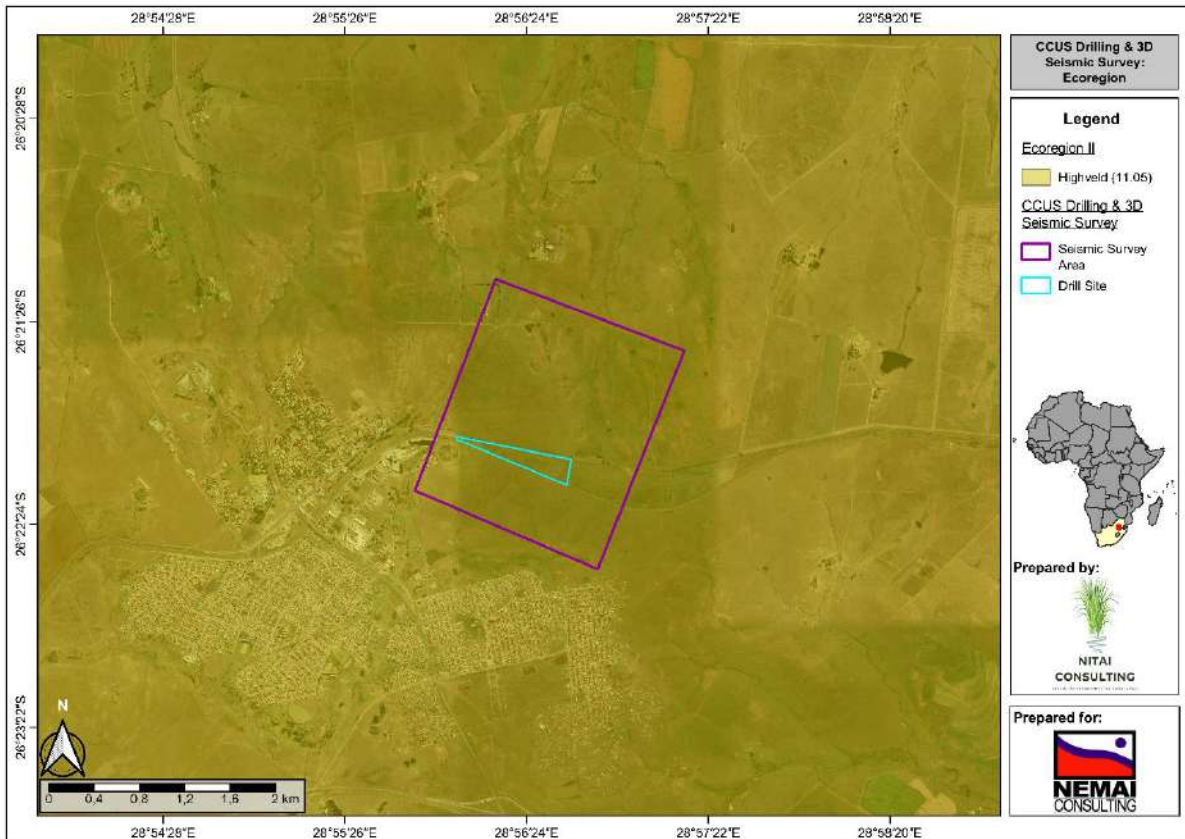 28°54'28"E 28°55'26"E 28°56'24"E 28°57'22"E 28°58'20"E
26°20'28"S
26°21'26"S
26°22'24"S
26°23'22"S
N
0 0,4 0,8 1,2 1,6 2 km
28°54'28"E 28°55'26"E 28°56'24"E 28°57'22"E 28°58'20"E
CCUS Drilling & 3D
Seismic Survey:
Ecoregion
Legend
Ecoregion II
Highveld (11.05)
CCUS Drilling & 3D
Seismic Survey
Seismic Survey
Area
Drill Site
Prepared by:
NITAI
CONSULTING
Prepared for:
NEMAI
CONSULTING